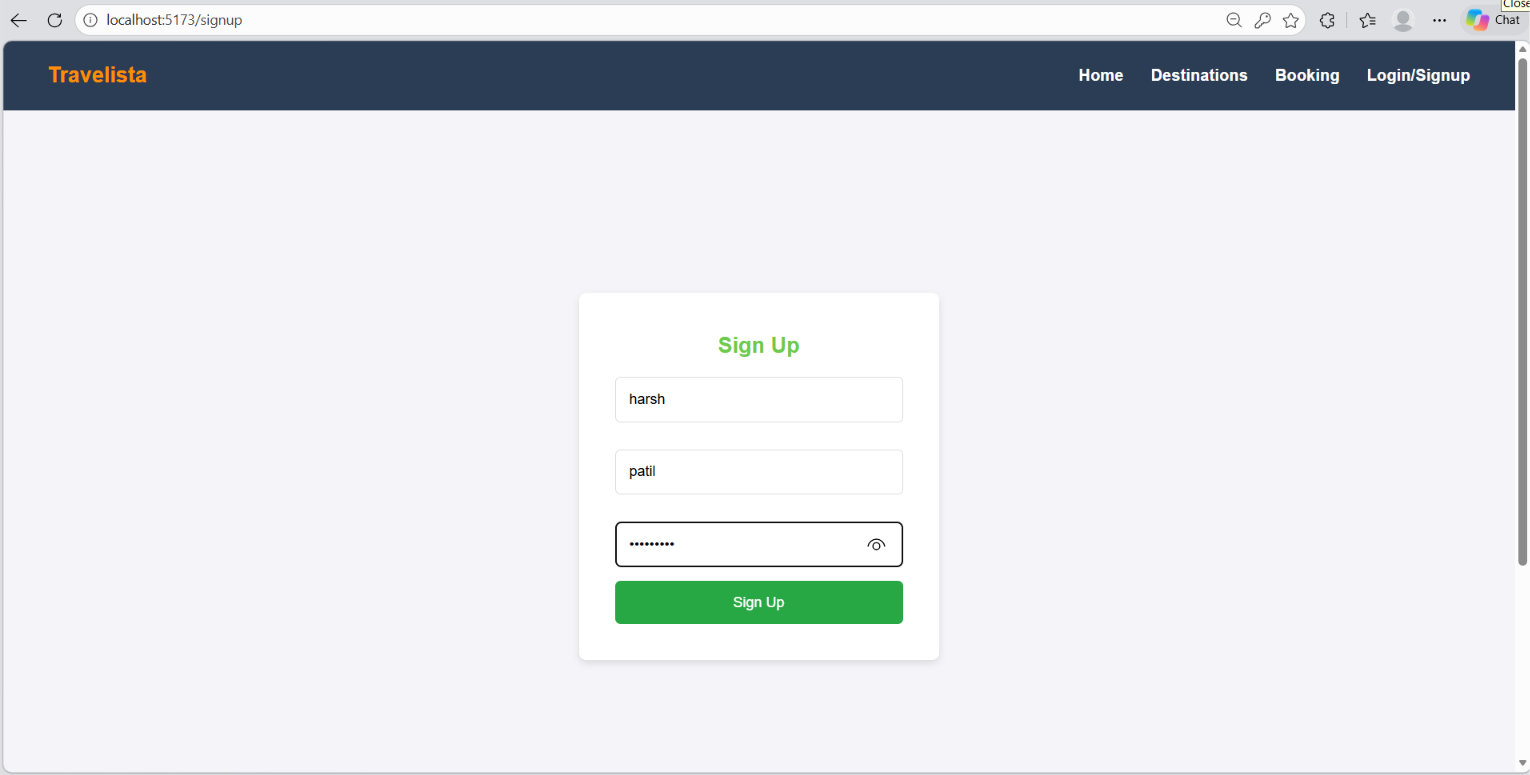 Close
localhost:5173/signup
Chat
Travelista
Home Destinations Booking Login/Signup
Sign Up
harsh
patil
•••••••••
Sign Up